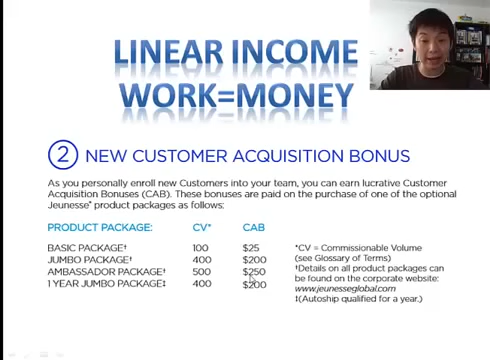 LINEAR INCOME
WORK=MONEY
2 NEW CUSTOMER ACQUISITION BONUS
As you personally enroll new Customers into your team, you can earn lucrative Customer
Acquisition Bonuses (CAB). These bonuses are paid on the purchase of one of the optional
Jeunesse® product packages as follows:
PRODUCT PACKAGE: CV* CAB
BASIC PACKAGE† 100 $25
JUMBO PACKAGE† 400 $200
AMBASSADOR PACKAGE† 500 $250
1 YEAR JUMBO PACKAGE‡ 400 $200
*CV = Commissionable Volume
(see Glossary of Terms)
†Details on all product packages can
be found on the corporate website:
www.jeunesseglobal.com
‡(Autoship qualified for a year.)